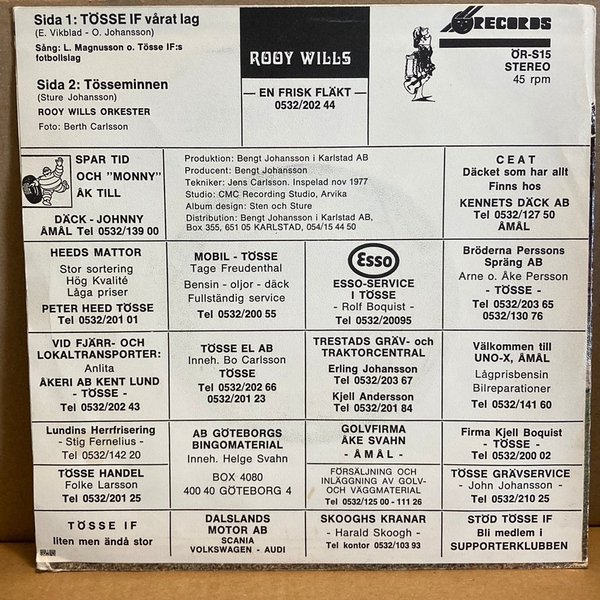 Sida 1: TÖSSE IF vårat lag
(E. Vikblad - O. Johansson)
Sång: L. Magnusson o. Tösse IF:s
fotbollslag
Sida 2: Tösseminnen
(Sture Johansson)
ROOY WILLS ORKESTER
Foto: Berth Carlsson
ROOY WILLS
— EN FRISK FLÄKT —
0532/202 44
RECORDS
ÖR-S15
STEREO
45 rpm
SPAR TID
OCH "MONNY"
ÅK TILL
DÄCK - JOHNNY
ÅMÅL Tel 0532/139 00
Produktion: Bengt Johansson i Karlstad AB
Producent: Bengt Johansson
Tekniker: Jens Carlsson. Inspelad nov 1977
Studio: CMC Recording Studio, Arvika
Album design: Sten och Sture
Distribution: Bengt Johansson i Karlstad AB,
Box 355, 651 05 KARLSTAD, 054/15 44 50
CEAT
Däcket som har allt
Finns hos
KENNETS DÄCK AB
Tel 0532/127 50
ÅMÅL
HEEDS MATTOR
Stor sortering
Hög Kvalité
Låga priser
PETER HEED TÖSSE
Tel 0532/201 01
MOBIL - TÖSSE
Tage Freudenthal
Bensin - oljor - däck
Fullständig service
Tel 0532/200 55
Esso
ESSO-SERVICE
I TÖSSE
- Rolf Boquist -
Tel 0532/20095
Bröderna Perssons
Spräng AB
Arne o. Åke Persson
- TÖSSE -
Tel 0532/203 65
0532/130 76
VID FJÄRR- OCH
LOKALTRANSPORTER:
Anlita
ÅKERI AB KENT LUND
- TÖSSE -
Tel 0532/202 43
TÖSSE EL AB
Inneh. Bo Carlsson
TÖSSE
Tel 0532/202 66
0532/201 23
TRESTADS GRÄV- och
TRAKTORCENTRAL
Erling Johansson
Tel 0532/203 67
Kjell Andersson
Tel 0532/201 84
Välkommen till
UNO-X, ÅMÅL
Lågprisbensin
Bilreparationer
Tel 0532/141 60
Lundins Herrfrisering
- Stig Fernelius -
Tel 0532/142 20
AB GÖTEBORGS
BINGOMATERIAL
Inneh. Helge Svahn
BOX 4080
400 40 GÖTEBORG 4
GOLVFIRMA
ÅKE SVAHN
- ÅMÅL -
FÖRSÄLJNING OCH
INLÄGGNING AV GOLV-
OCH VÄGGMATERIAL
Tel 0532/125 00 - 111 26
Firma Kjell Boquist
- TÖSSE -
Tel 0532/200 02
TÖSSE HANDEL
Folke Larsson
Tel 0532/201 25
TÖSSE GRÄVSERVICE
- John Johansson -
Tel 0532/210 25
TÖSSE IF
liten men ändå stor
DALSLANDS
MOTOR AB
SCANIA
VOLKSWAGEN - AUDI
SKOOGHS KRANAR
- Harald Skoogh -
Tel kontor 0532/103 93
STÖD TÖSSE IF
Bli medlem i
SUPPORTERKLUBBEN